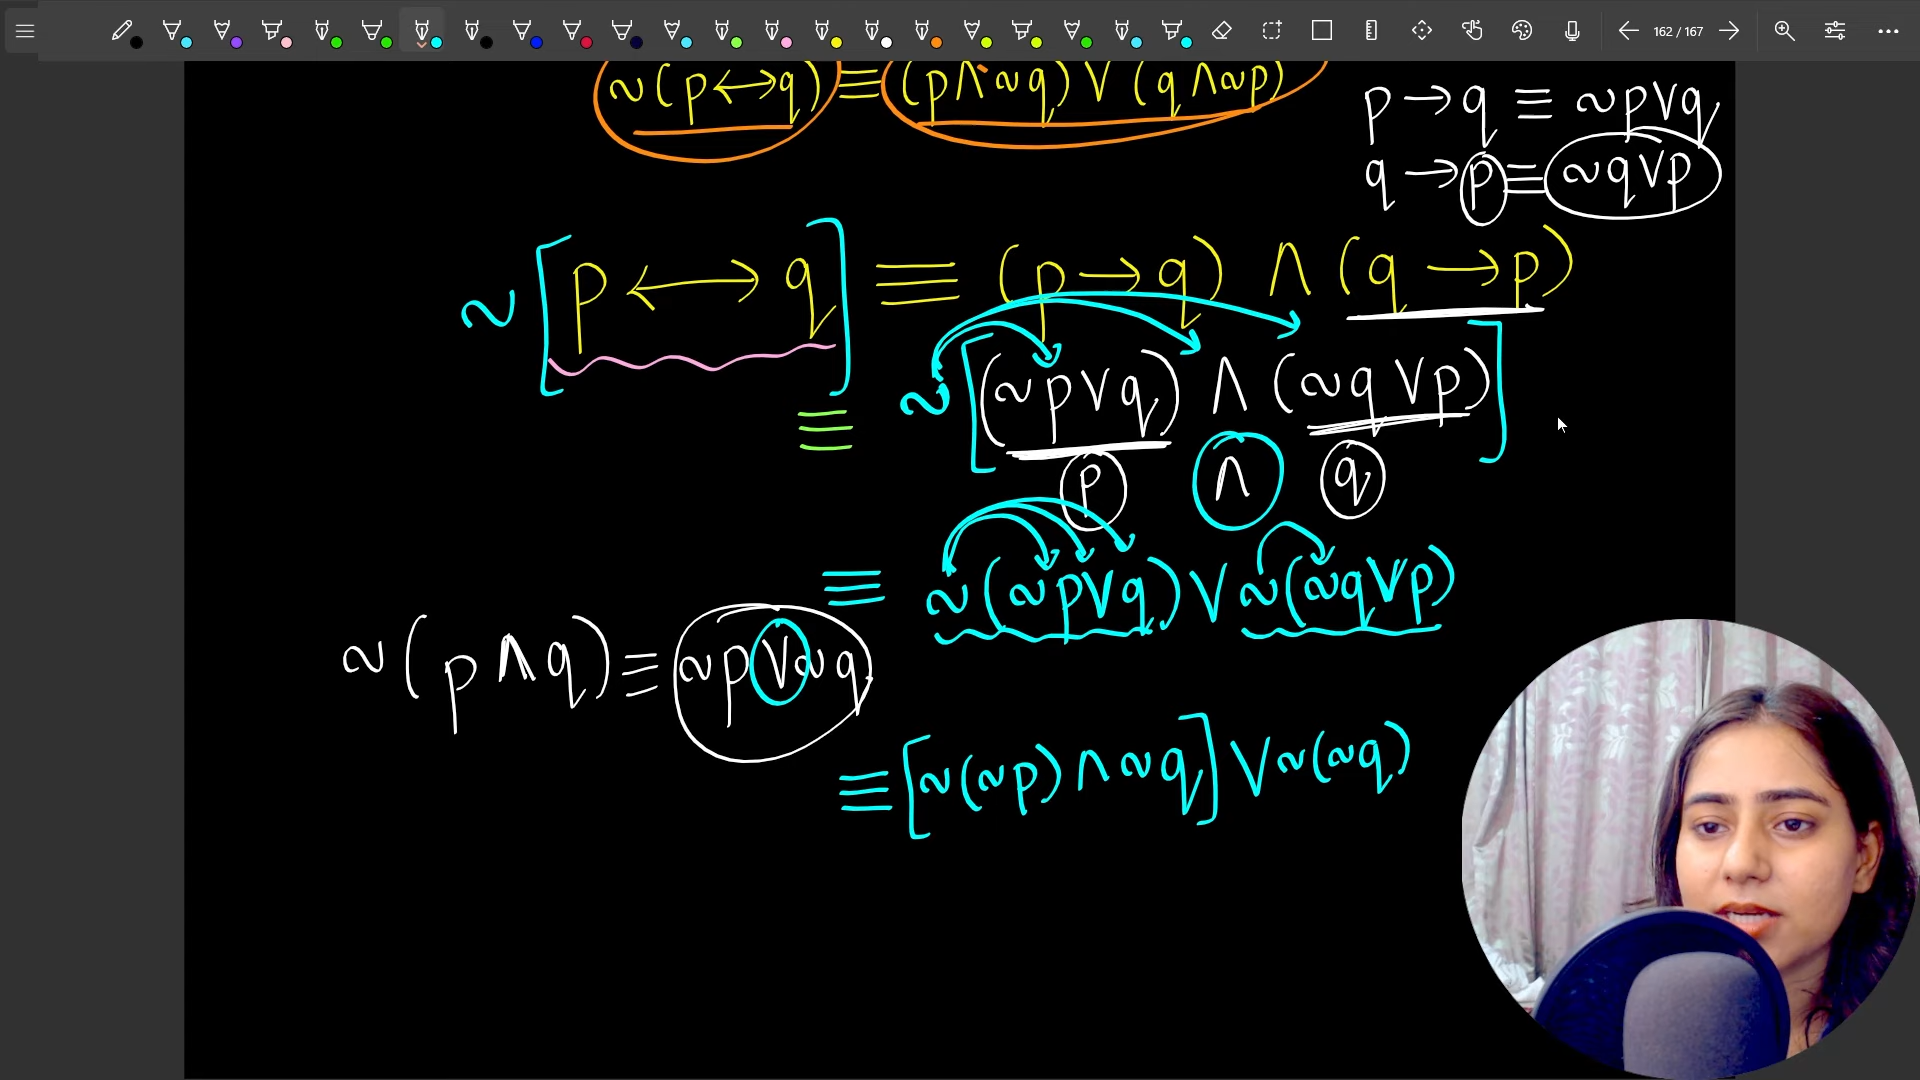 162 / 167
~(p↔q) ≡ (p∧~q) ∨ (q∧~p)
p → q ≡ ~p∨q
q → p ≡ ~q∨p
~[p ↔ q] ≡ (p → q) ∧ (q → p)
≡ ~[(~p∨q) ∧ (~q∨p)]
p ∧ q
≡ ~(~p∨q) ∨ ~(~q∨p)
~(p∧q) ≡ ~p∨~q
≡ [~(~p) ∧ ~q] ∨ ~(~q)